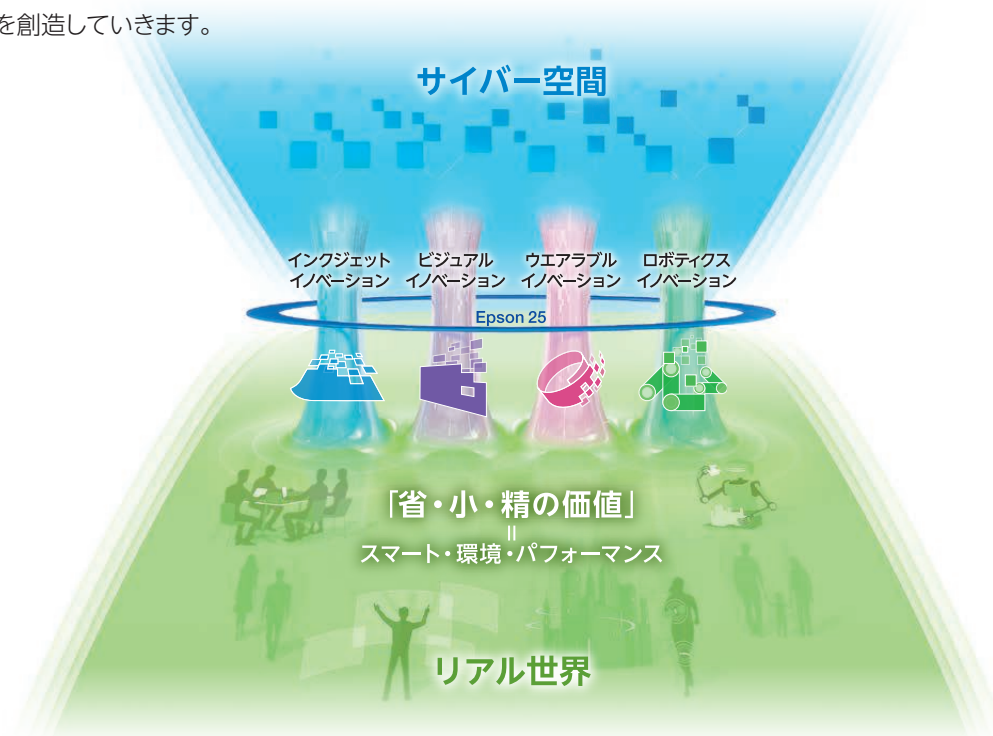 を創造していきます。
サイバー空間
インクジェット
イノベーション
ビジュアル
イノベーション
ウエアラブル
イノベーション
ロボティクス
イノベーション
Epson 25
「省・小・精の価値」
=
スマート・環境・パフォーマンス
リアル世界